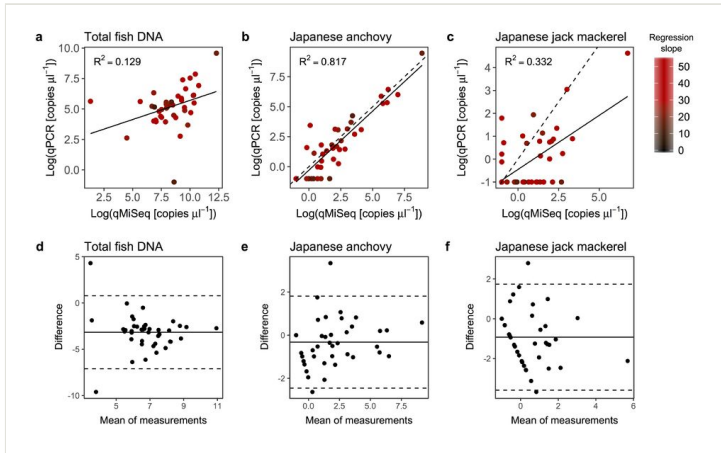 a Total fish DNA
R² = 0.129
10.0
7.5
5.0
2.5
0.0
Log(qPCR [copies µl⁻¹])
2.5 5.0 7.5 10.0 12.5
Log(qMiSeq [copies µl⁻¹])
b Japanese anchovy
R² = 0.817
10.0
7.5
5.0
2.5
0.0
Log(qPCR [copies µl⁻¹])
0.0 2.5 5.0 7.5
Log(qMiSeq [copies µl⁻¹])
c Japanese jack mackerel
R² = 0.332
4
3
2
1
0
-1
Log(qPCR [copies µl⁻¹])
0.0 2.5 5.0
Log(qMiSeq [copies µl⁻¹])
Regression
slope
50
40
30
20
10
0
d Total fish DNA
5
0
-5
-10
Difference
5 7 9 11
Mean of measurements
e Japanese anchovy
2
0
-2
Difference
0.0 2.5 5.0 7.5
Mean of measurements
f Japanese jack mackerel
2
0
-2
Difference
0 2 4 6
Mean of measurements